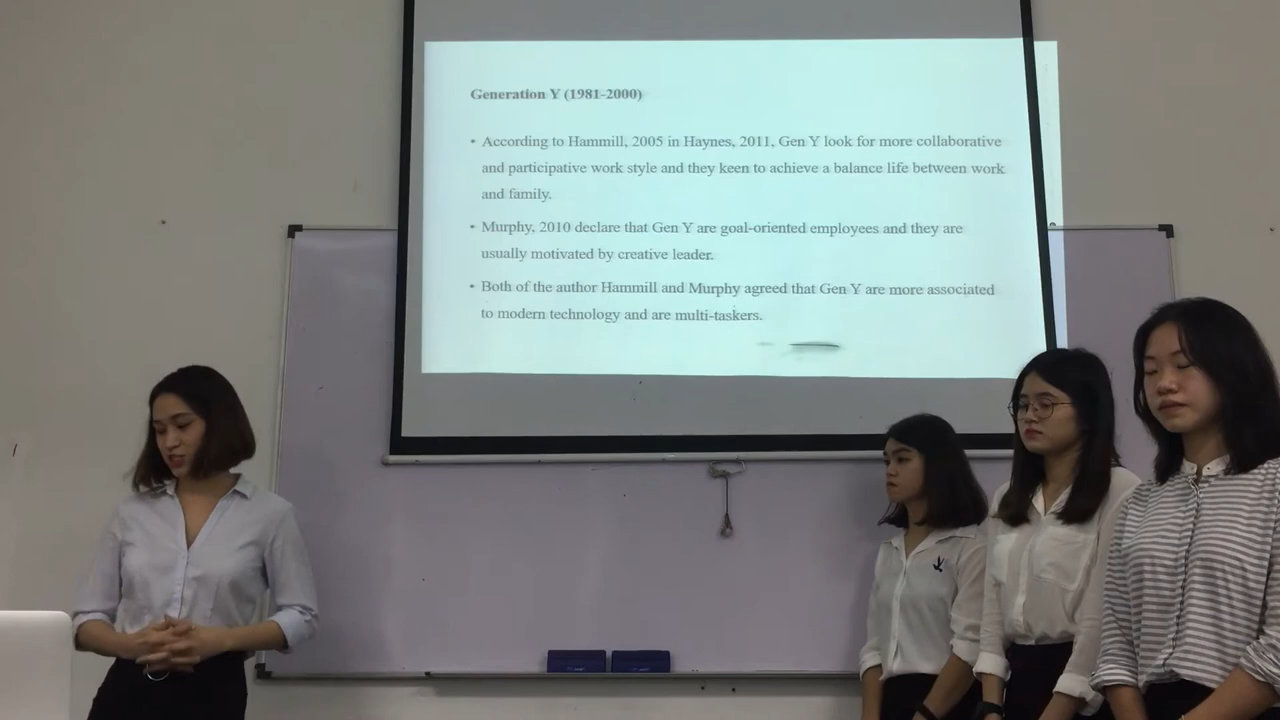 Generation Y (1981-2000)
• According to Hammill, 2005 in Haynes, 2011, Gen Y look for more collaborative
and participative work style and they keen to achieve a balance life between work
and family.
• Murphy, 2010 declare that Gen Y are goal-oriented employees and they are
usually motivated by creative leader.
• Both of the author Hammill and Murphy agreed that Gen Y are more associated
to modern technology and are multi-taskers.